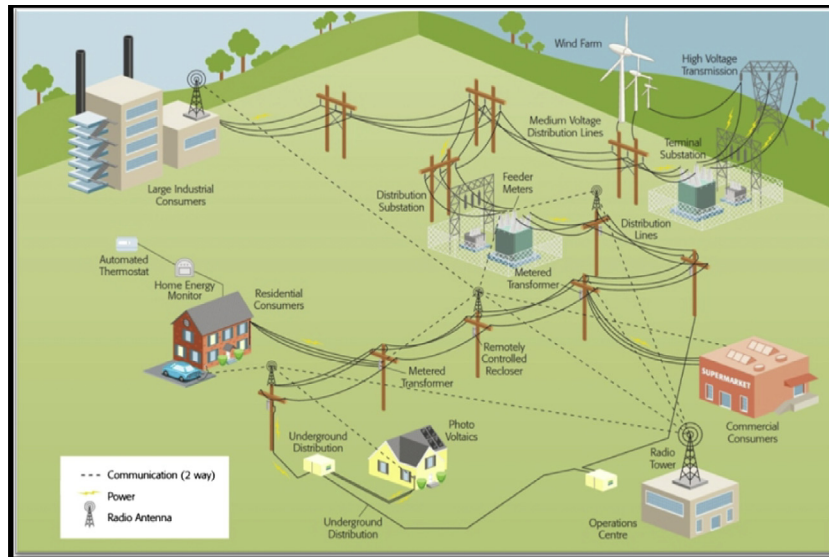 Wind Farm
High Voltage
Transmission
Power
Medium Voltage
Distribution Lines
Terminal
Substation
Large Industrial
Consumers
Distribution
Substation
Feeder
Meters
Distribution
Lines
Automated
Thermostat
Home Energy
Monitor
Residential
Consumers
Metered
Transformer
Metered
Transformer
Remotely
Controlled
Recloser
SUPERMARKET
Commercial
Consumers
Photo
Voltaics
Underground
Distribution
Radio
Tower
Underground
Distribution
Operations
Centre
Communication (2 way)
Power
Radio Antenna